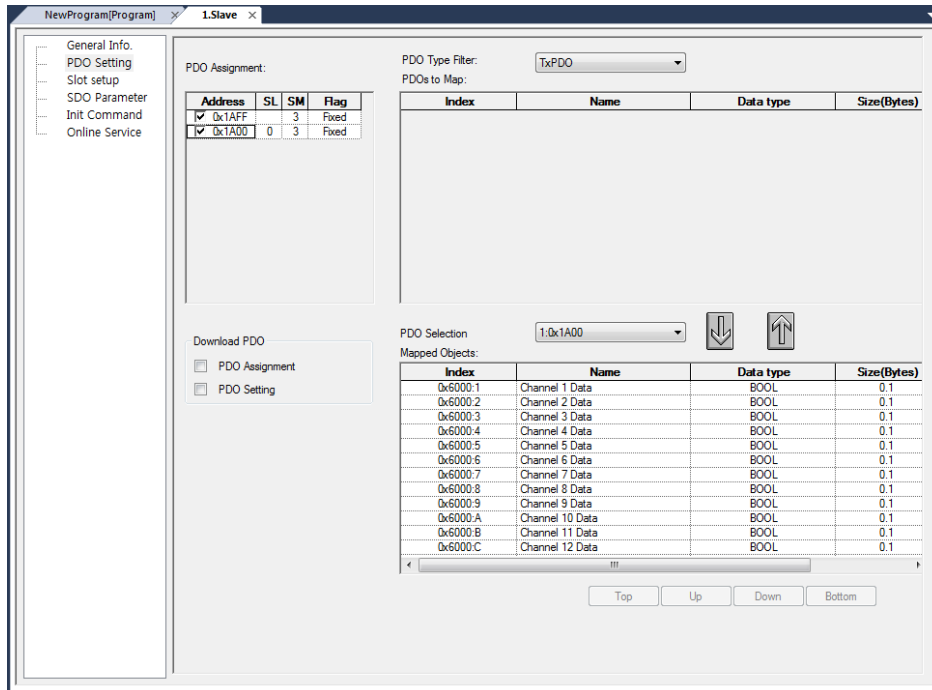 NewProgram[Program] × 1.Slave ×
General Info.
PDO Setting
Slot setup
SDO Parameter
Init Command
Online Service
PDO Assignment:
Address SL SM Flag
0x1AFF 3 Fixed
0x1A00 0 3 Fixed
Download PDO
PDO Assignment
PDO Setting
PDO Type Filter: TxPDO
PDOs to Map:
Index Name Data type Size(Bytes)
PDO Selection 1:0x1A00
Mapped Objects:
Index Name Data type Size(Bytes)
0x6000:1 Channel 1 Data BOOL 0.1
0x6000:2 Channel 2 Data BOOL 0.1
0x6000:3 Channel 3 Data BOOL 0.1
0x6000:4 Channel 4 Data BOOL 0.1
0x6000:5 Channel 5 Data BOOL 0.1
0x6000:6 Channel 6 Data BOOL 0.1
0x6000:7 Channel 7 Data BOOL 0.1
0x6000:8 Channel 8 Data BOOL 0.1
0x6000:9 Channel 9 Data BOOL 0.1
0x6000:A Channel 10 Data BOOL 0.1
0x6000:B Channel 11 Data BOOL 0.1
0x6000:C Channel 12 Data BOOL 0.1
Top Up Down Bottom